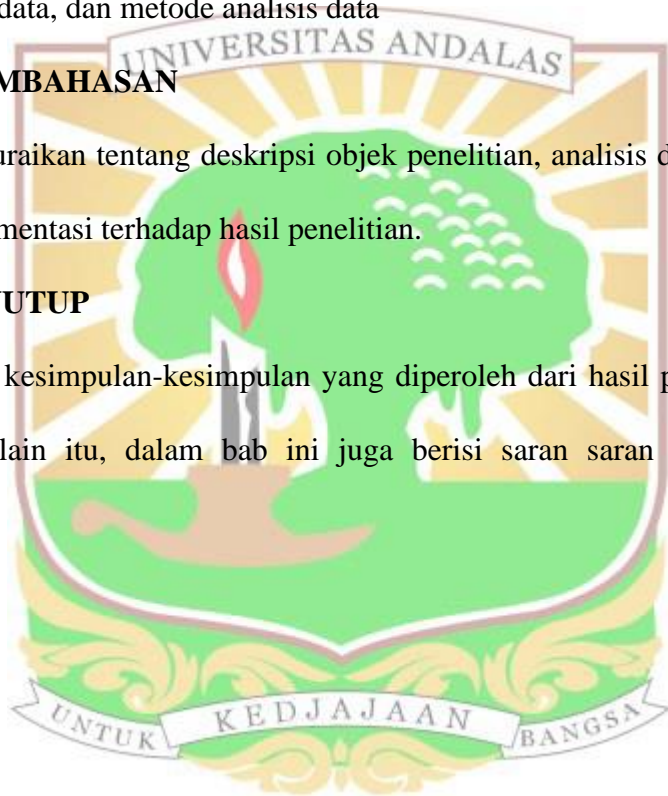 data, dan metode analisis data
UNIVERSITAS ANDALAS
MBAHASAN
uraikan tentang deskripsi objek penelitian, analisis d
mentasi terhadap hasil penelitian.
UTUP
kesimpulan-kesimpulan yang diperoleh dari hasil p
lain itu, dalam bab ini juga berisi saran saran
UNTUK KEDJAJAAN BANGSA